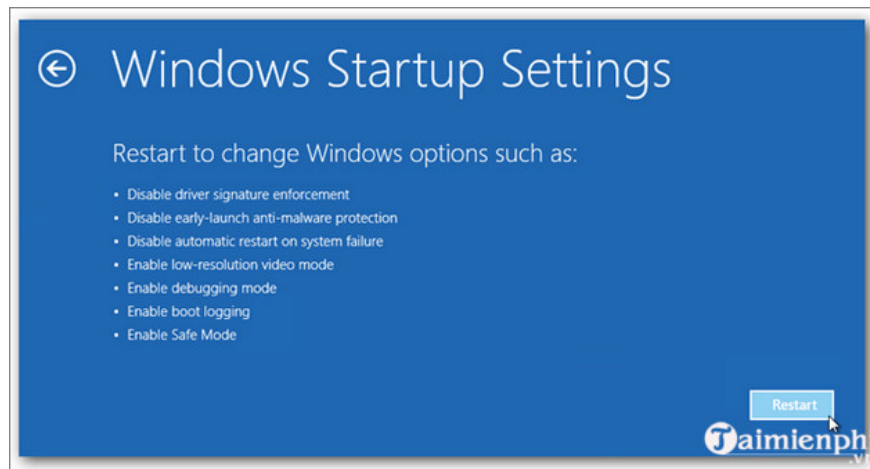 Windows Startup Settings
Restart to change Windows options such as:
• Disable driver signature enforcement
• Disable early-launch anti-malware protection
• Disable automatic restart on system failure
• Enable low-resolution video mode
• Enable debugging mode
• Enable boot logging
• Enable Safe Mode
Restart
Taimienph
.vn